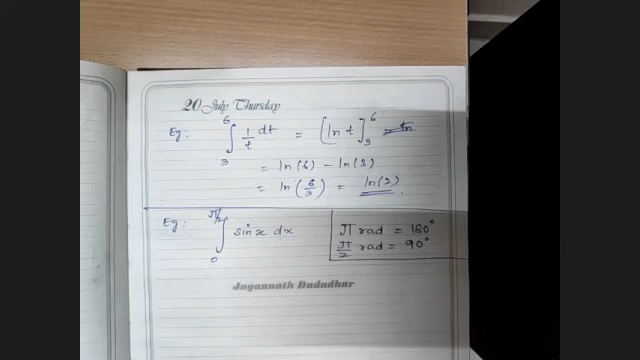 20 July Thursday
Eg: ∫₃⁶ 1/t dt = [ln t]₃⁶
= ln(6) - ln(3)
= ln(6/3) = ln(2).
Eg: ∫₀^(π/2) sin x dx
π rad = 180°
π/2 rad = 90°
Jagannath Dudadhar